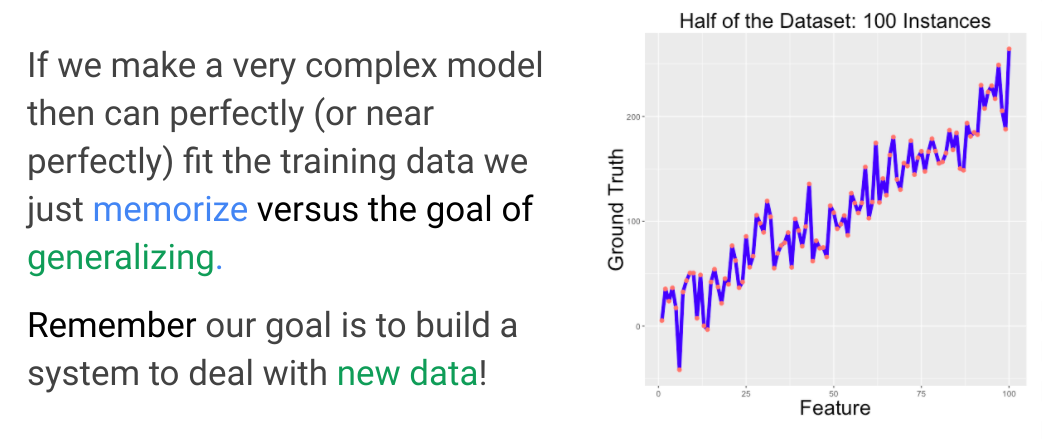 If we make a very complex model
then can perfectly (or near
perfectly) fit the training data we
just memorize versus the goal of
generalizing.
Remember our goal is to build a
system to deal with new data!
Half of the Dataset: 100 Instances
Ground Truth
200
100
0
0 25 50 75 100
Feature